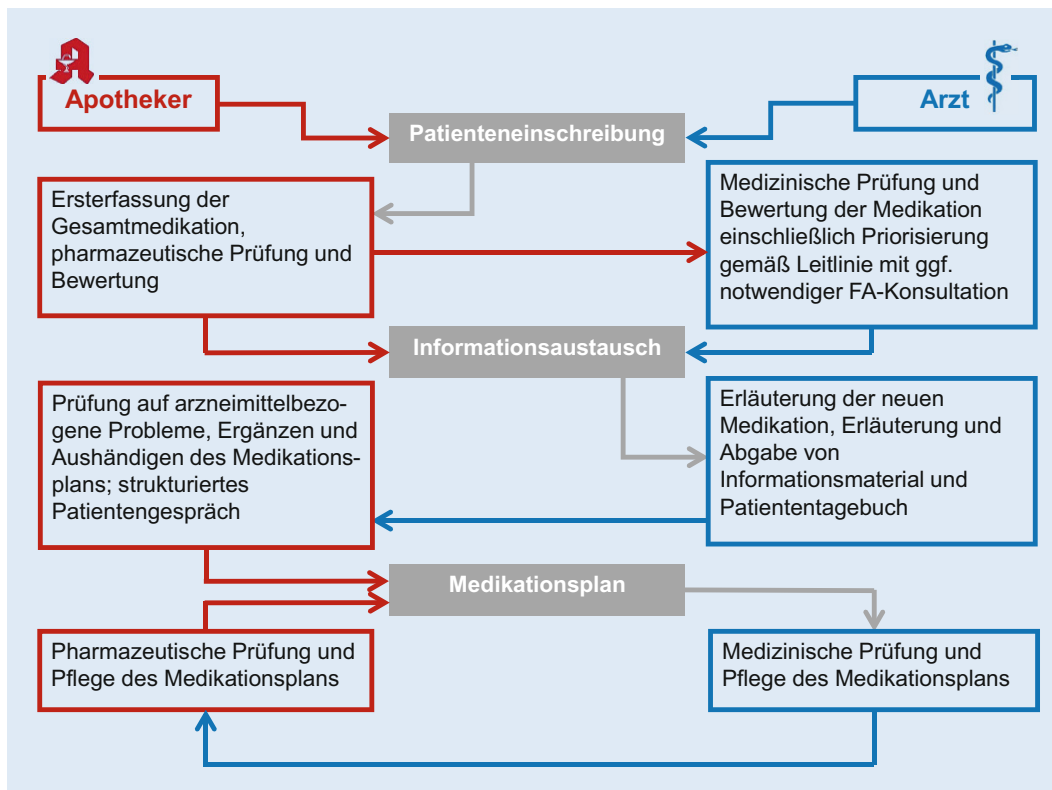 Apotheker
Arzt
Patienteneinschreibung
Ersterfassung der
Gesamtmedikation,
pharmazeutische Prüfung und
Bewertung
Medizinische Prüfung und
Bewertung der Medikation
einschließlich Priorisierung
gemäß Leitlinie mit ggf.
notwendiger FA-Konsultation
Informationsaustausch
Prüfung auf arzneimittelbezo-
gene Probleme, Ergänzen und
Aushändigen des Medikations-
plans; strukturiertes
Patientengespräch
Erläuterung der neuen
Medikation, Erläuterung und
Abgabe von
Informationsmaterial und
Patiententagebuch
Medikationsplan
Pharmazeutische Prüfung und
Pflege des Medikationsplans
Medizinische Prüfung und
Pflege des Medikationsplans